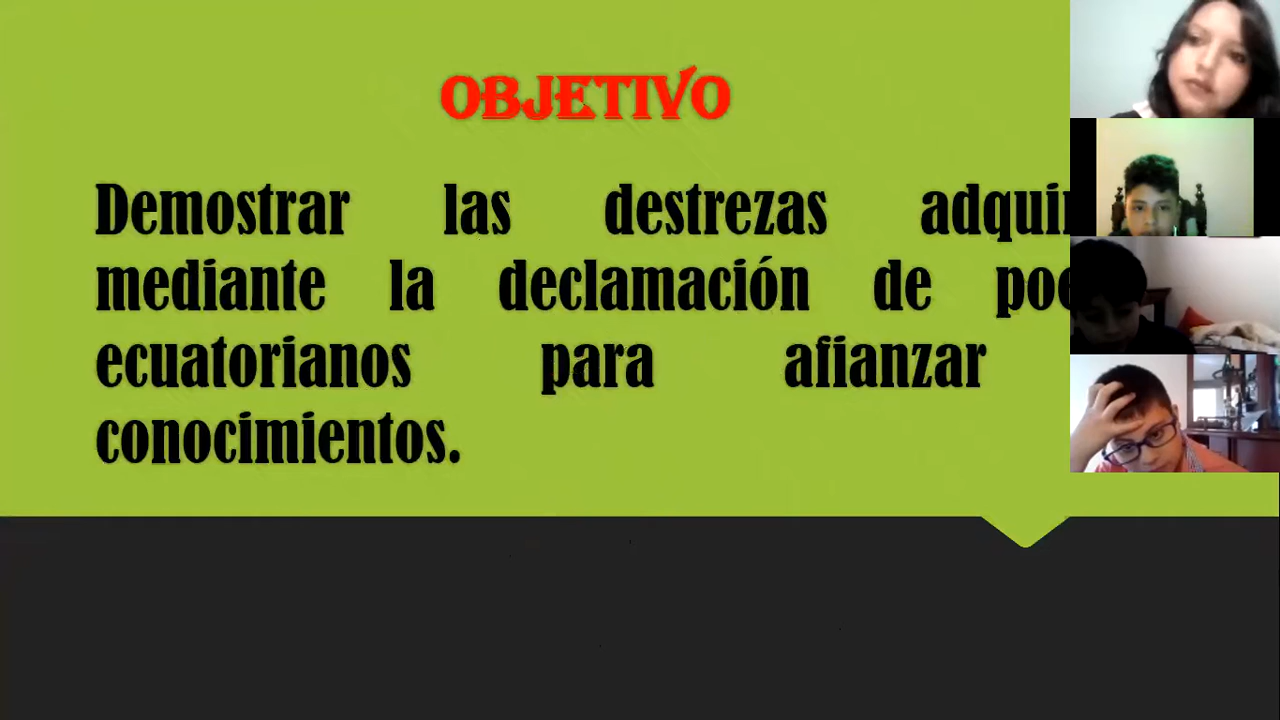 OBJETIVO
Demostrar las destrezas
mediante la declamación de
ecuatorianos para afianzar
conocimientos.